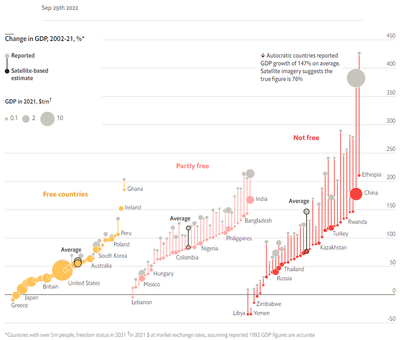 Sep 29th 2022
Change in GDP, 2002-21, %*
Reported
Satellite-based
estimate
GDP in 2021, $trn†
0.1 2 10
↓ Autocratic countries reported
GDP growth of 147% on average.
Satellite imagery suggests the
true figure is 76%
450
400
350
300
250
200
150
100
50
0
-50
Free countries
Partly free
Not free
Average
Average
Average
Ghana
Ireland
Peru
Poland
South Korea
Australia
United States
Britain
Japan
Greece
India
Bangladesh
Philippines
Nigeria
Colombia
Hungary
Mexico
Lebanon
Ethiopia
China
Rwanda
Turkey
Kazakhstan
Thailand
Russia
Zimbabwe
Libya
Yemen
*Countries with over 5m people, freedom status in 2021 †In 2021 $ at market exchange rates, assuming reported 1992 GDP figures are accurate